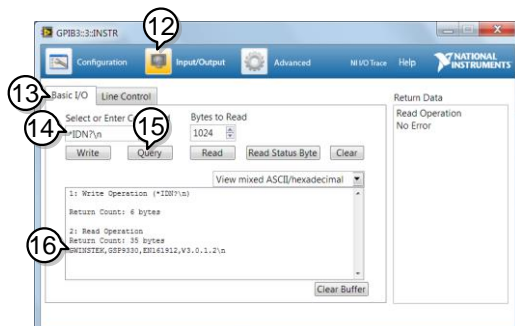 12
GPIB3::3::INSTR
Configuration Input/Output Advanced NI I/O Trace Help NATIONAL INSTRUMENTS
13 Basic I/O Line Control Return Data
Select or Enter C Bytes to Read Read Operation
14 *IDN?\n 15 1024 No Error
Write Query Read Read Status Byte Clear
View mixed ASCII/hexadecimal
1: Write Operation (*IDN?\n)
Return Count: 6 bytes
2: Read Operation
Return Count: 35 bytes
16 GWINSTEK,GSP9330,EN161912,V3.0.1.2\n
Clear Buffer